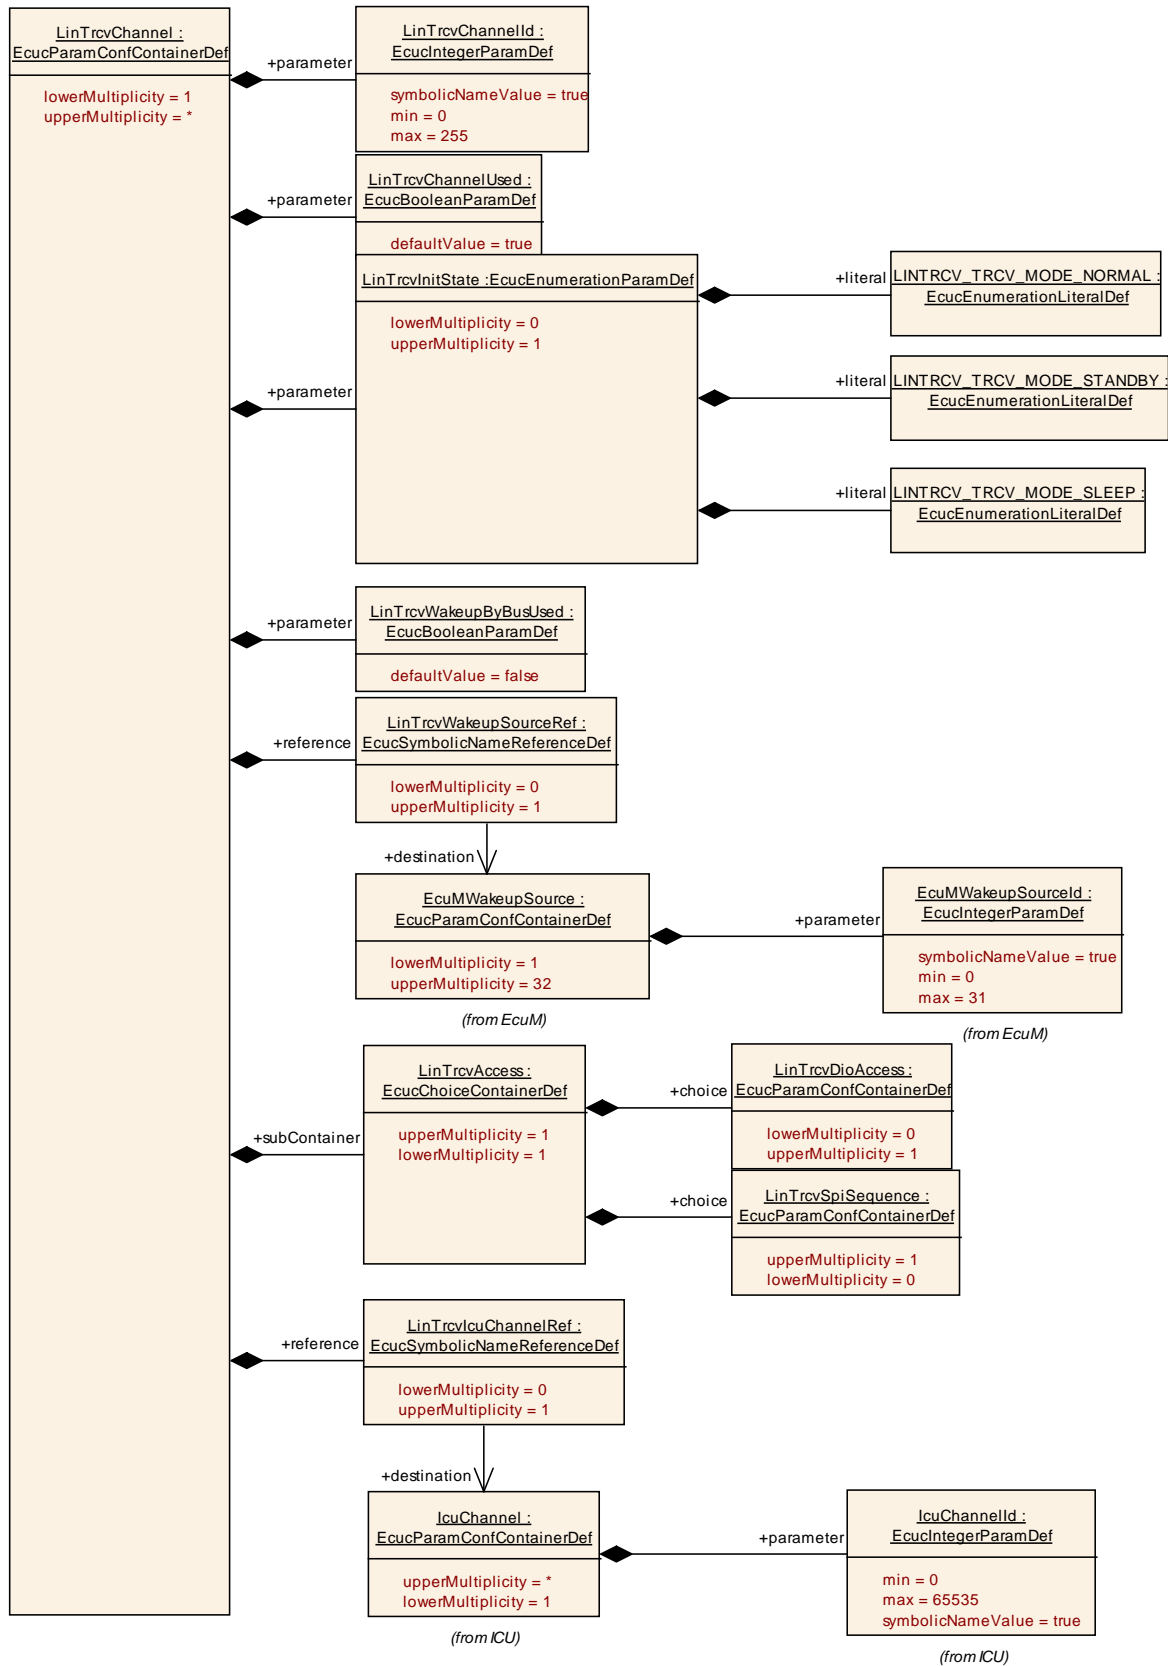 LinTrcvChannel :
EcucParamConfContainerDef
lowerMultiplicity = 1
upperMultiplicity = *
+parameter
LinTrcvChannelId :
EcucIntegerParamDef
symbolicNameValue = true
min = 0
max = 255
+parameter
LinTrcvChannelUsed :
EcucBooleanParamDef
defaultValue = true
+parameter
LinTrcvInitState :EcucEnumerationParamDef
lowerMultiplicity = 0
upperMultiplicity = 1
+literal
LINTRCV_TRCV_MODE_NORMAL :
EcucEnumerationLiteralDef
+literal
LINTRCV_TRCV_MODE_STANDBY :
EcucEnumerationLiteralDef
+literal
LINTRCV_TRCV_MODE_SLEEP :
EcucEnumerationLiteralDef
+parameter
LinTrcvWakeupByBusUsed :
EcucBooleanParamDef
defaultValue = false
+reference
LinTrcvWakeupSourceRef :
EcucSymbolicNameReferenceDef
lowerMultiplicity = 0
upperMultiplicity = 1
+destination
EcuMWakeupSource :
EcucParamConfContainerDef
lowerMultiplicity = 1
upperMultiplicity = 32
(from EcuM)
+parameter
EcuMWakeupSourceId :
EcucIntegerParamDef
symbolicNameValue = true
min = 0
max = 31
(from EcuM)
+subContainer
LinTrcvAccess :
EcucChoiceContainerDef
upperMultiplicity = 1
lowerMultiplicity = 1
+choice
LinTrcvDioAccess :
EcucParamConfContainerDef
lowerMultiplicity = 0
upperMultiplicity = 1
+choice
LinTrcvSpiSequence :
EcucParamConfContainerDef
upperMultiplicity = 1
lowerMultiplicity = 0
+reference
LinTrcvIcuChannelRef :
EcucSymbolicNameReferenceDef
lowerMultiplicity = 0
upperMultiplicity = 1
+destination
IcuChannel :
EcucParamConfContainerDef
upperMultiplicity = *
lowerMultiplicity = 1
(from ICU)
+parameter
IcuChannelId :
EcucIntegerParamDef
min = 0
max = 65535
symbolicNameValue = true
(from ICU)